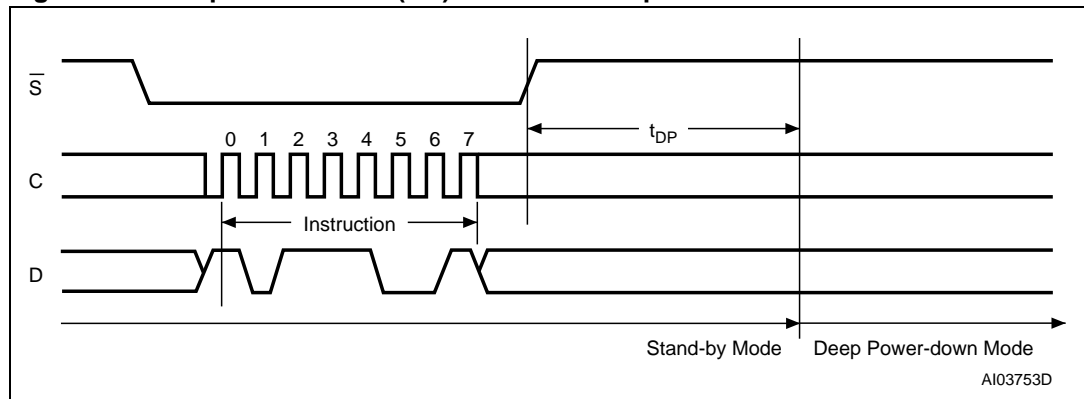 S
0 1 2 3 4 5 6 7
tDP
C
Instruction
D
Stand-by Mode Deep Power-down Mode
AI03753D